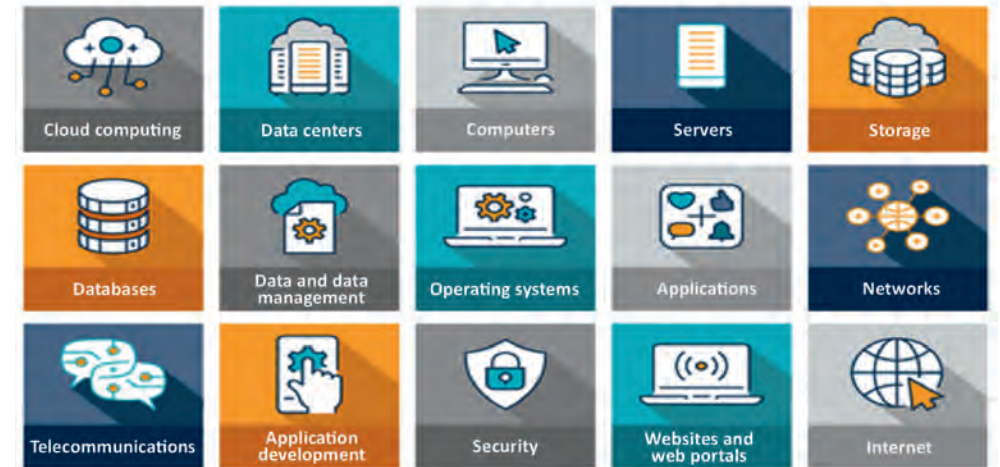 Cloud computing
Data centers
Computers
Servers
Storage
Databases
Data and data
management
Operating systems
Applications
Networks
Telecommunications
Application
development
Security
Websites and
web portals
Internet